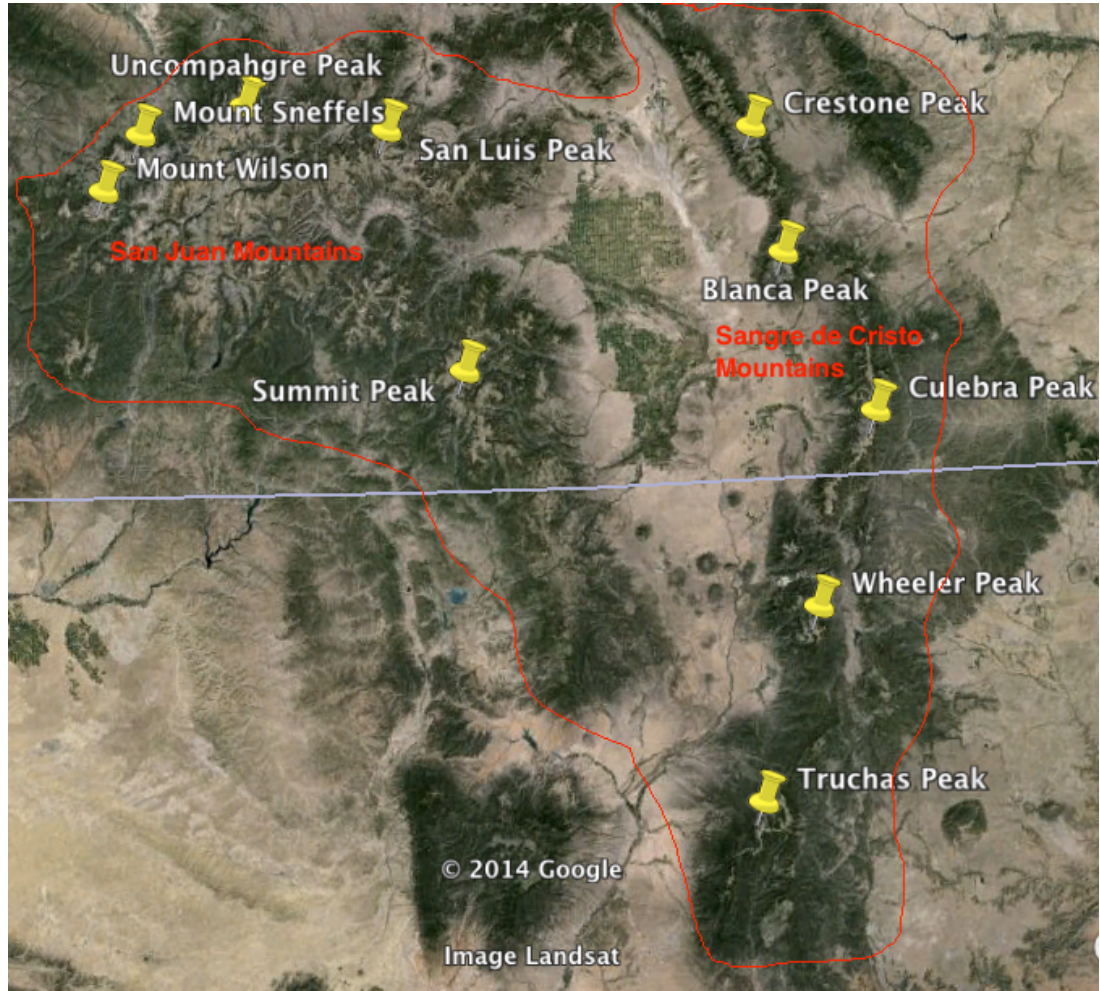 Uncompahgre Peak
Mount Sneffels
Crestone Peak
San Luis Peak
Mount Wilson
San Juan Mountains
Blanca Peak
Sangre de Cristo
Mountains
Summit Peak
Culebra Peak
Wheeler Peak
Truchas Peak
© 2014 Google
Image Landsat